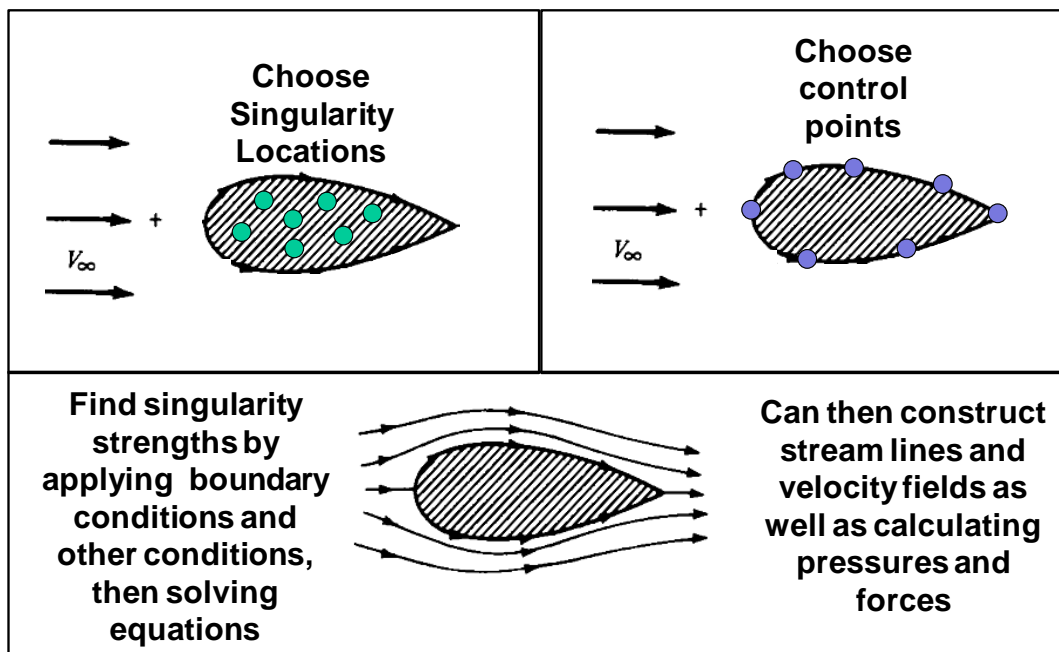 Choose
Singularity
Locations
+
V∞
Choose
control
points
+
V∞
Find singularity
strengths by
applying boundary
conditions and
other conditions,
then solving
equations
Can then construct
stream lines and
velocity fields as
well as calculating
pressures and
forces